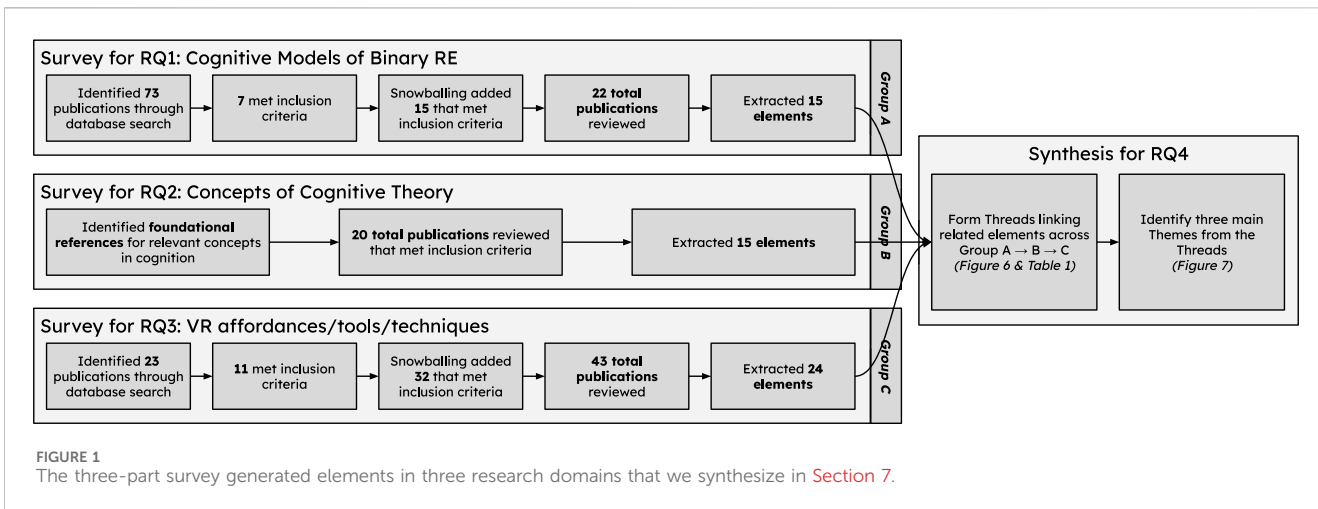 Survey for RQ1: Cognitive Models of Binary RE
Identified 73
publications through
database search
7 met inclusion
criteria
Snowballing added
15 that met
inclusion criteria
22 total
publications
reviewed
Extracted 15
elements
Group A
Survey for RQ2: Concepts of Cognitive Theory
Identified foundational
references for relevant concepts
in cognition
20 total publications reviewed
that met inclusion criteria
Extracted 15 elements
Group B
Survey for RQ3: VR affordances/tools/techniques
Identified 23
publications through
database search
11 met inclusion
criteria
Snowballing added
32 that met
inclusion criteria
43 total
publications
reviewed
Extracted 24
elements
Group C
Synthesis for RQ4
Form Threads linking
related elements across
Group A → B → C
(Figure 6 & Table 1)
Identify three main
Themes from the
Threads
(Figure 7)
FIGURE 1
The three-part survey generated elements in three research domains that we synthesize in Section 7.